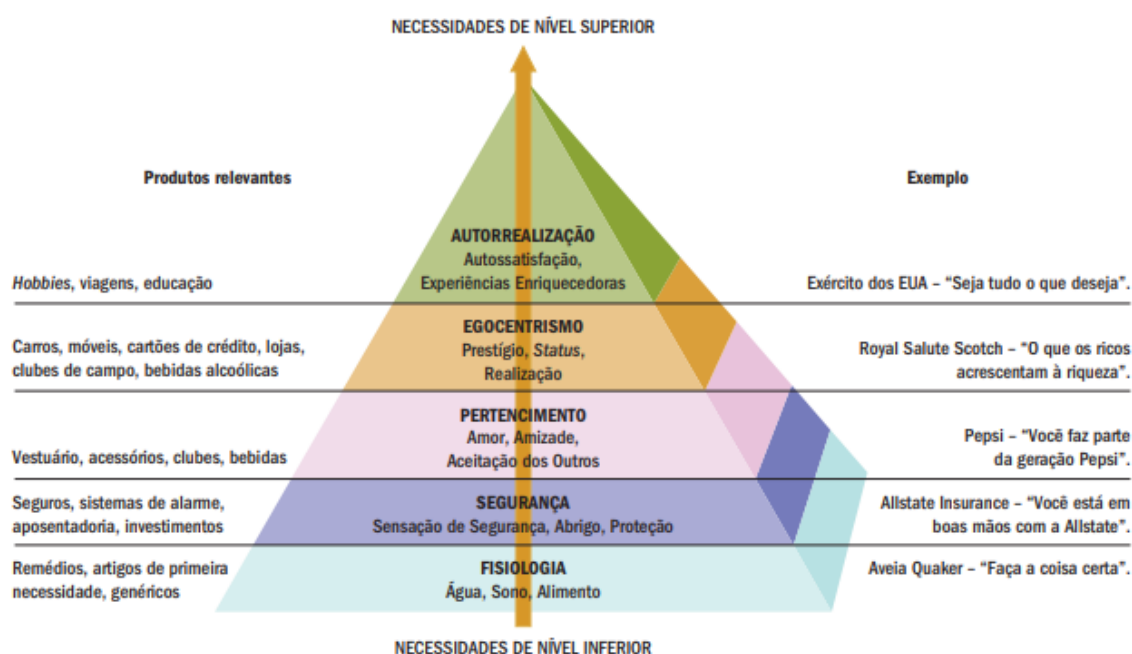 NECESSIDADES DE NÍVEL SUPERIOR
Produtos relevantes
Exemplo
AUTORREALIZAÇÃO
Autossatisfação,
Experiências Enriquecedoras
Hobbies, viagens, educação
Exército dos EUA – “Seja tudo o que deseja”.
EGOCENTRISMO
Prestígio, Status,
Realização
Carros, móveis, cartões de crédito, lojas,
clubes de campo, bebidas alcoólicas
Royal Salute Scotch – “O que os ricos
acrescentam à riqueza”.
PERTENCIMENTO
Amor, Amizade,
Aceitação dos Outros
Vestuário, acessórios, clubes, bebidas
Pepsi – “Você faz parte
da geração Pepsi”.
SEGURANÇA
Sensação de Segurança, Abrigo, Proteção
Seguros, sistemas de alarme,
aposentadoria, investimentos
Allstate Insurance – “Você está em
boas mãos com a Allstate”.
FISIOLOGIA
Água, Sono, Alimento
Remédios, artigos de primeira
necessidade, genéricos
Aveia Quaker – “Faça a coisa certa”.
NECESSIDADES DE NÍVEL INFERIOR